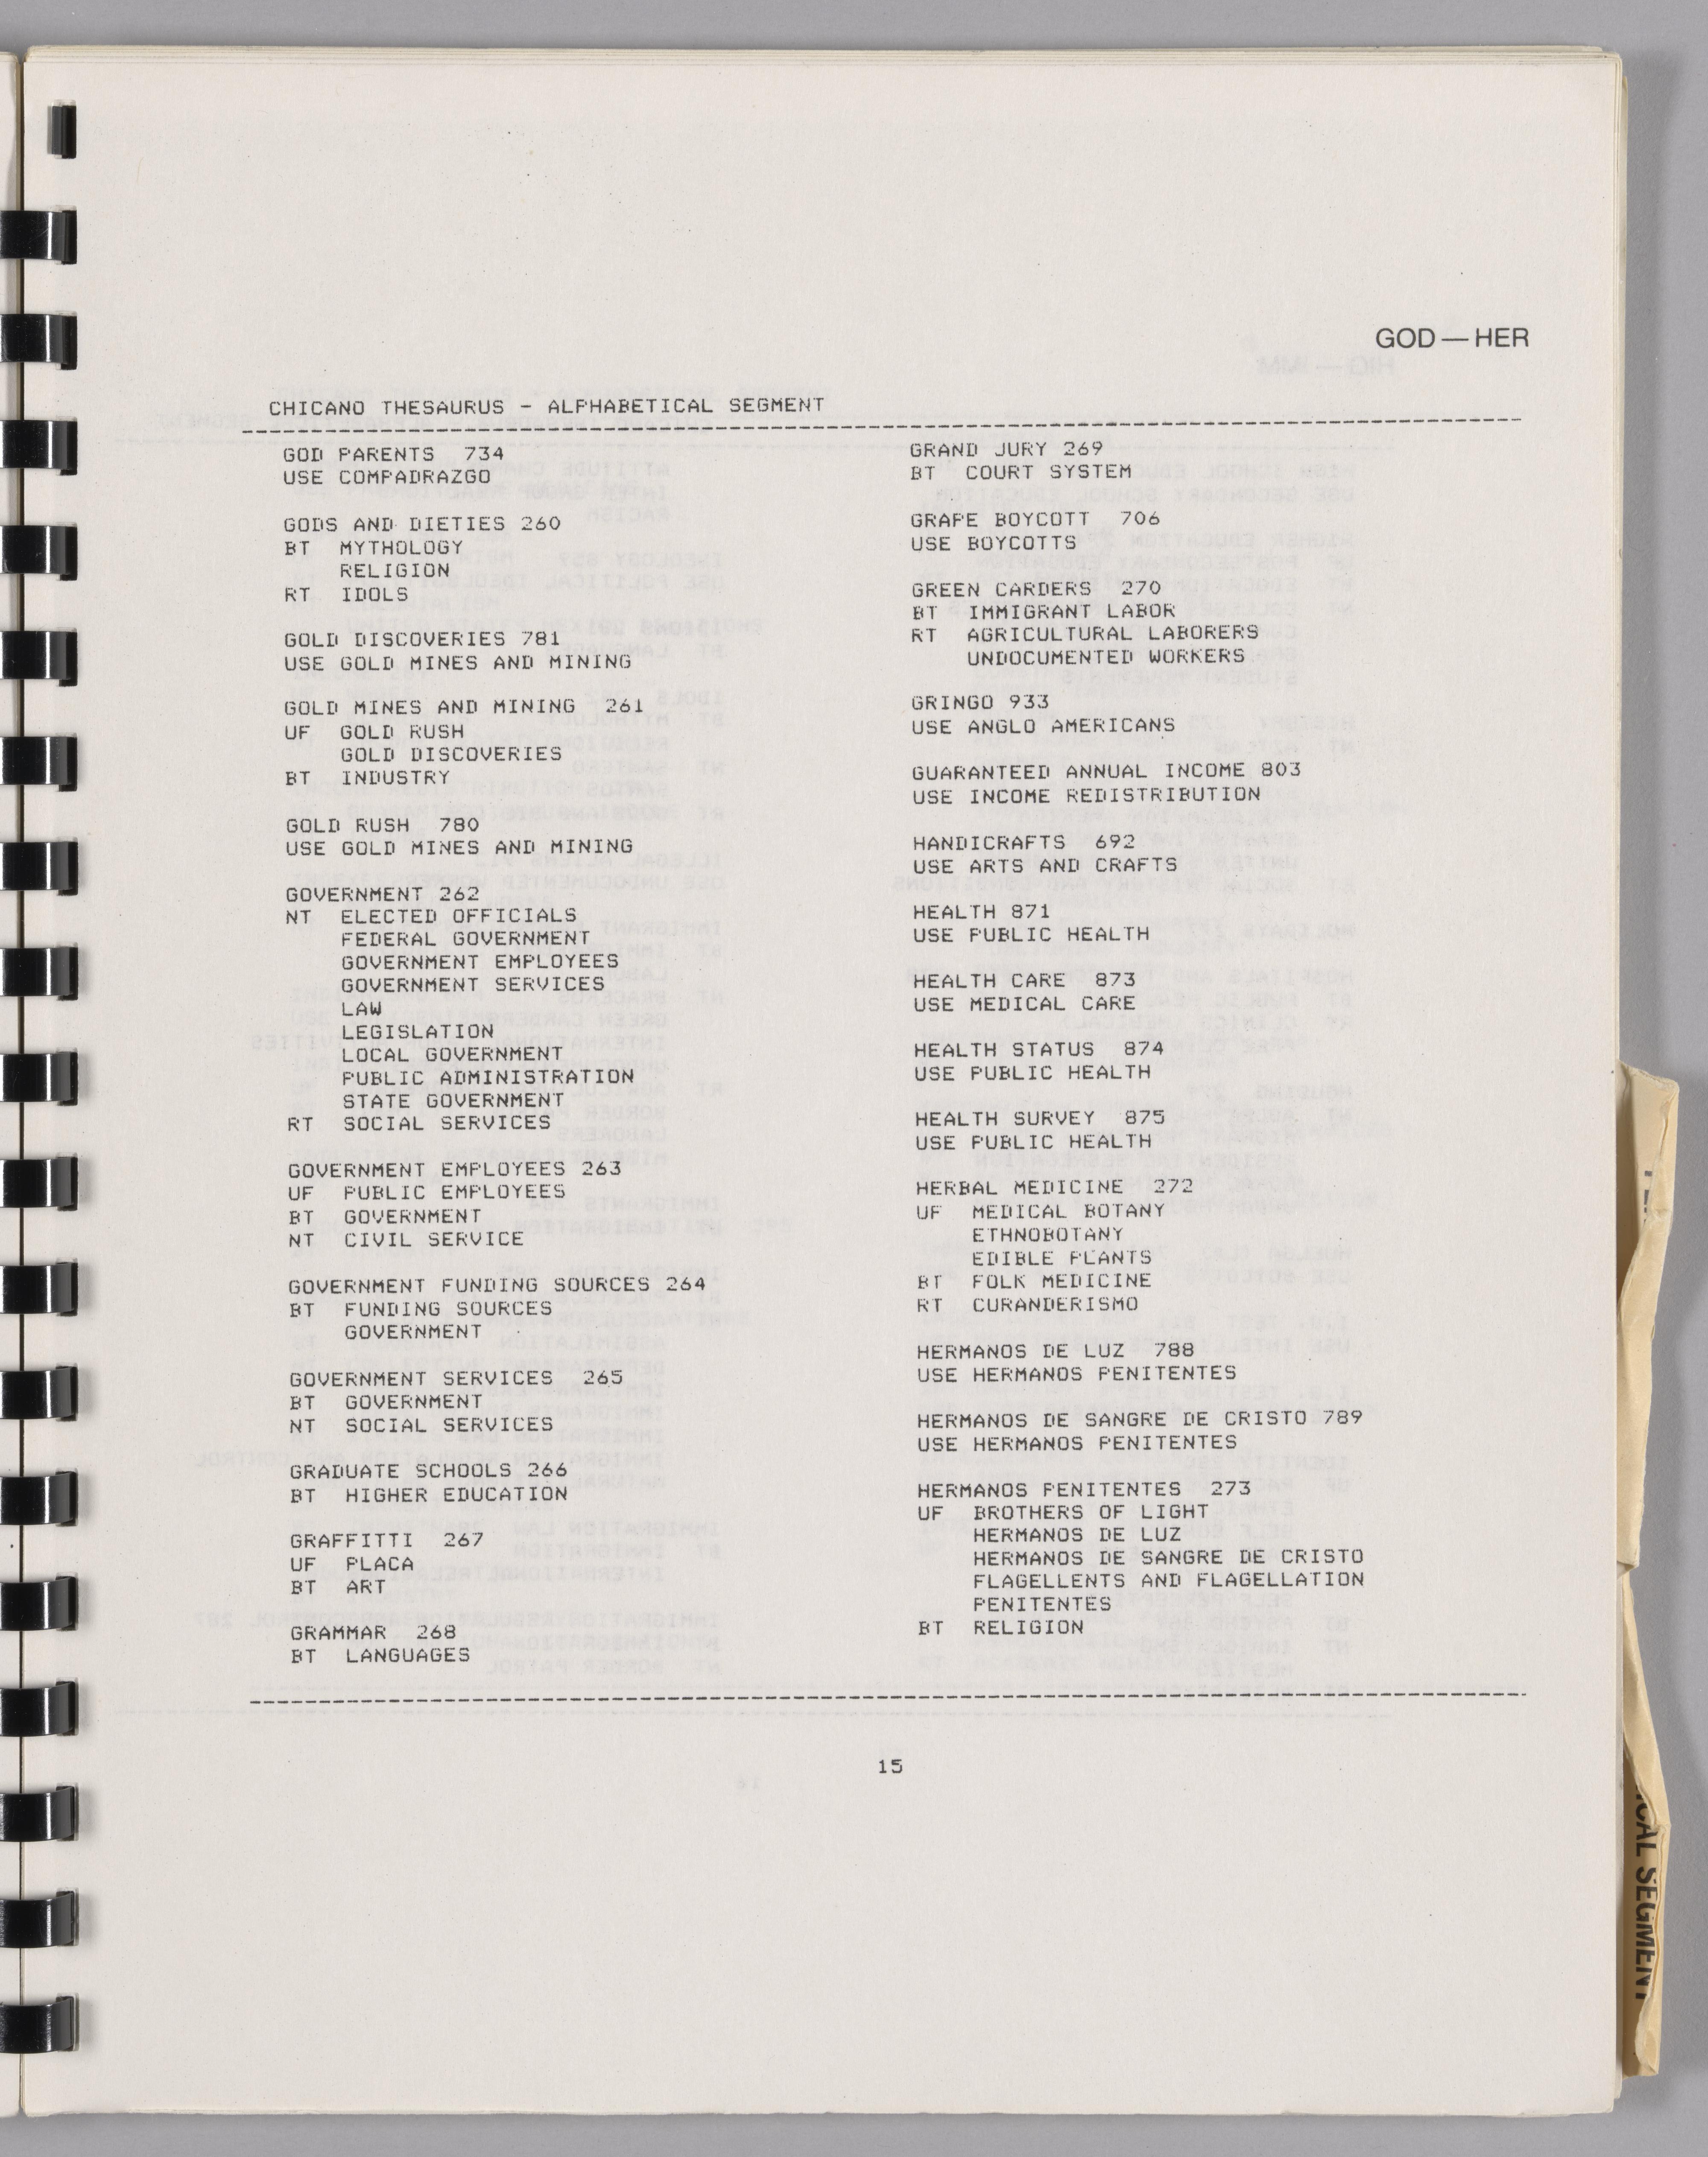 GOD — HER
CHICANO THESAURUS - ALPHABETICAL SEGMENT
GOD PARENTS 734
USE COMPADRAZGO
GODS AND DIETIES 260
BT MYTHOLOGY
RELIGION
RT IDOLS
GOLD DISCOVERIES 781
USE GOLD MINES AND MINING
GOLD MINES AND MINING 261
UF GOLD RUSH
GOLD DISCOVERIES
BT INDUSTRY
GOLD RUSH 780
USE GOLD MINES AND MINING
GOVERNMENT 262
NT ELECTED OFFICIALS
FEDERAL GOVERNMENT
GOVERNMENT EMPLOYEES
GOVERNMENT SERVICES
LAW
LEGISLATION
LOCAL GOVERNMENT
PUBLIC ADMINISTRATION
STATE GOVERNMENT
RT SOCIAL SERVICES
GOVERNMENT EMPLOYEES 263
UF PUBLIC EMPLOYEES
BT GOVERNMENT
NT CIVIL SERVICE
GOVERNMENT FUNDING SOURCES 264
BT FUNDING SOURCES
GOVERNMENT
GOVERNMENT SERVICES 265
BT GOVERNMENT
NT SOCIAL SERVICES
GRADUATE SCHOOLS 266
BT HIGHER EDUCATION
GRAFFITTI 267
UF PLACA
BT ART
GRAMMAR 268
BT LANGUAGES
GRAND JURY 269
BT COURT SYSTEM
GRAPE BOYCOTT 706
USE BOYCOTTS
GREEN CARDERS 270
BT IMMIGRANT LABOR
RT AGRICULTURAL LABORERS
UNDOCUMENTED WORKERS
GRINGO 933
USE ANGLO AMERICANS
GUARANTEED ANNUAL INCOME 803
USE INCOME REDISTRIBUTION
HANDICRAFTS 692
USE ARTS AND CRAFTS
HEALTH 871
USE PUBLIC HEALTH
HEALTH CARE 873
USE MEDICAL CARE
HEALTH STATUS 874
USE PUBLIC HEALTH
HEALTH SURVEY 875
USE PUBLIC HEALTH
HERBAL MEDICINE 272
UF MEDICAL BOTANY
ETHNOBOTANY
EDIBLE PLANTS
BT FOLK MEDICINE
RT CURANDERISMO
HERMANOS DE LUZ 788
USE HERMANOS PENITENTES
HERMANOS DE SANGRE DE CRISTO 789
USE HERMANOS PENITENTES
HERMANOS PENITENTES 273
UF BROTHERS OF LIGHT
HERMANOS DE LUZ
HERMANOS DE SANGRE DE CRISTO
FLAGELLENTS AND FLAGELLATION
PENITENTES
BT RELIGION
15
SEGMENT